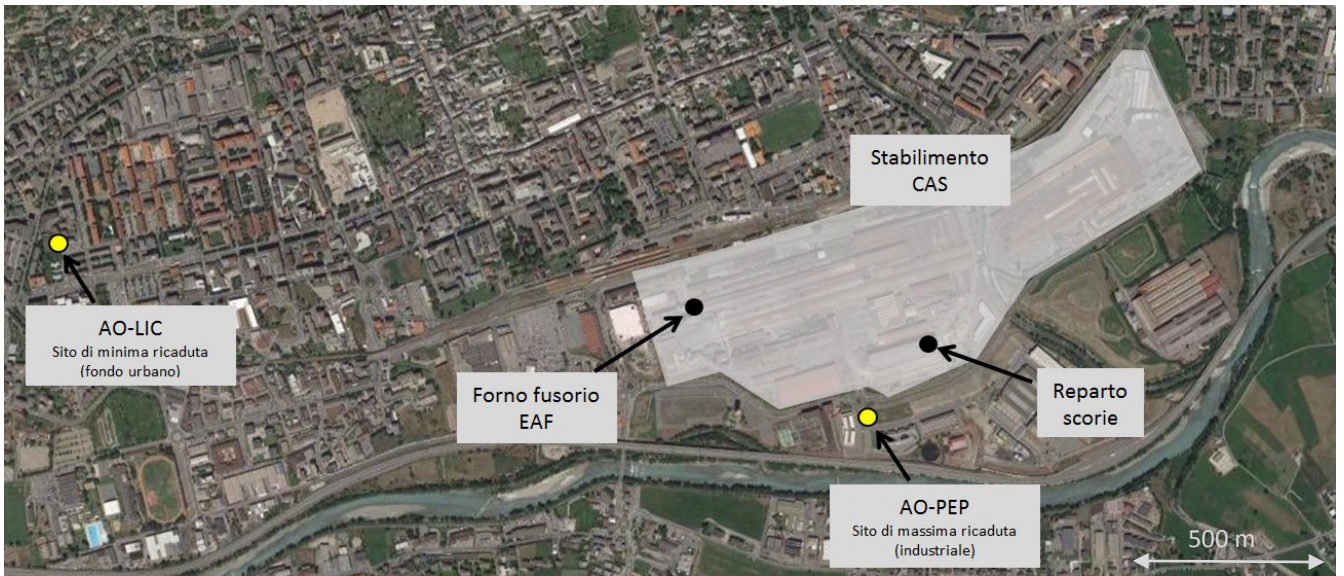 Stabilimento
CAS
AO-LIC
Sito di minima ricaduta
(fondo urbano)
Forno fusorio
EAF
Reparto
scorie
AO-PEP
Sito di massima ricaduta
(industriale)
500 m